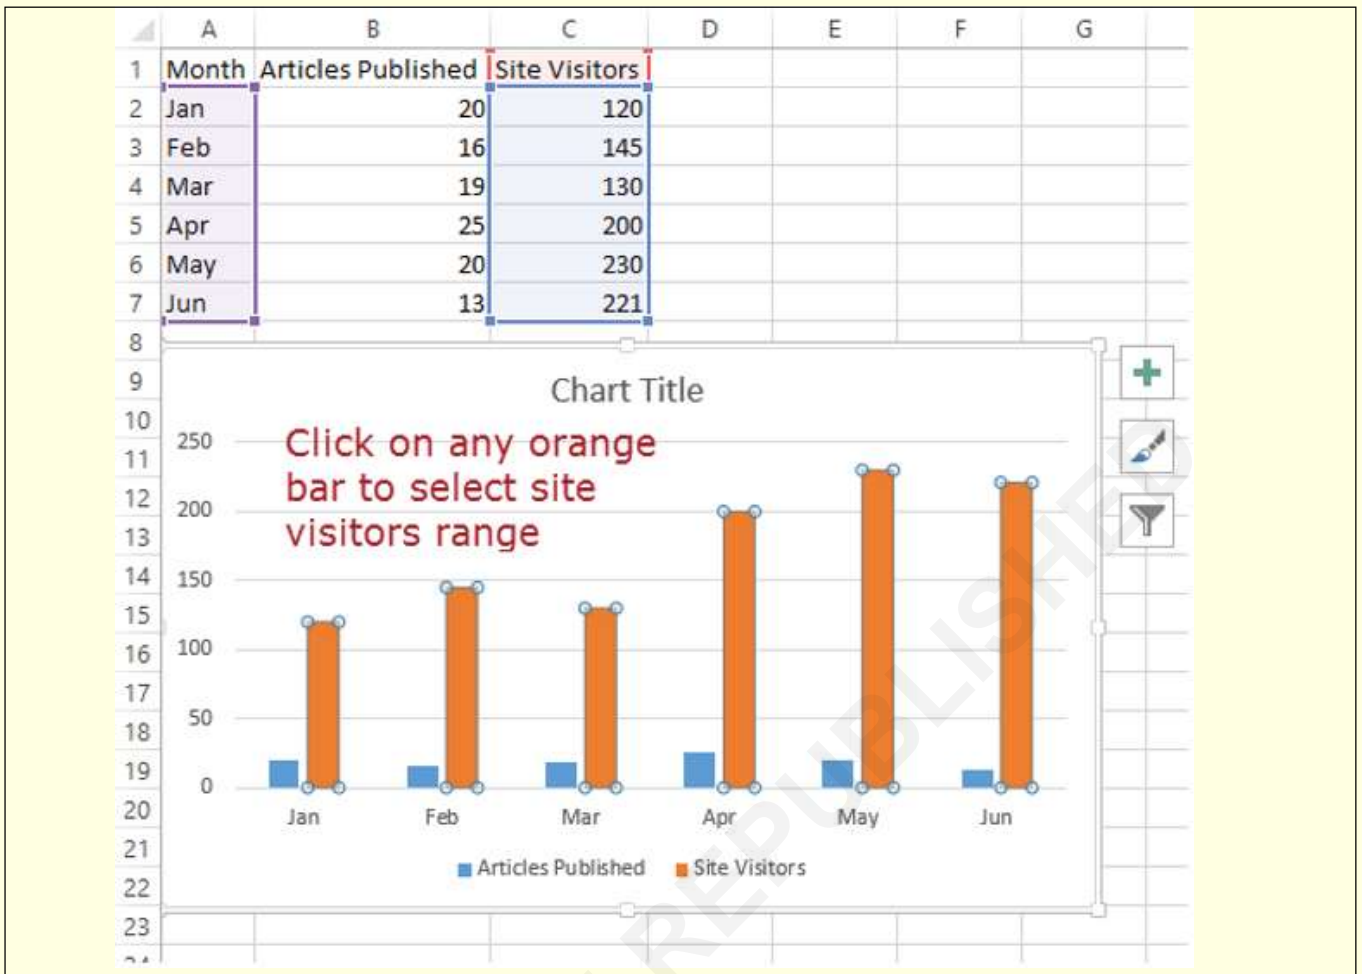 A B C D E F G
1 Month Articles Published Site Visitors
2 Jan 20 120
3 Feb 16 145
4 Mar 19 130
5 Apr 25 200
6 May 20 230
7 Jun 13 221
8
9
Chart Title
10
250
Click on any orange
11
bar to select site
12
200
visitors range
13
14
150
15
16
100
17
18
50
19
0
20
Jan Feb Mar Apr May Jun
21
Articles Published Site Visitors
22
23
REPUBLISHED